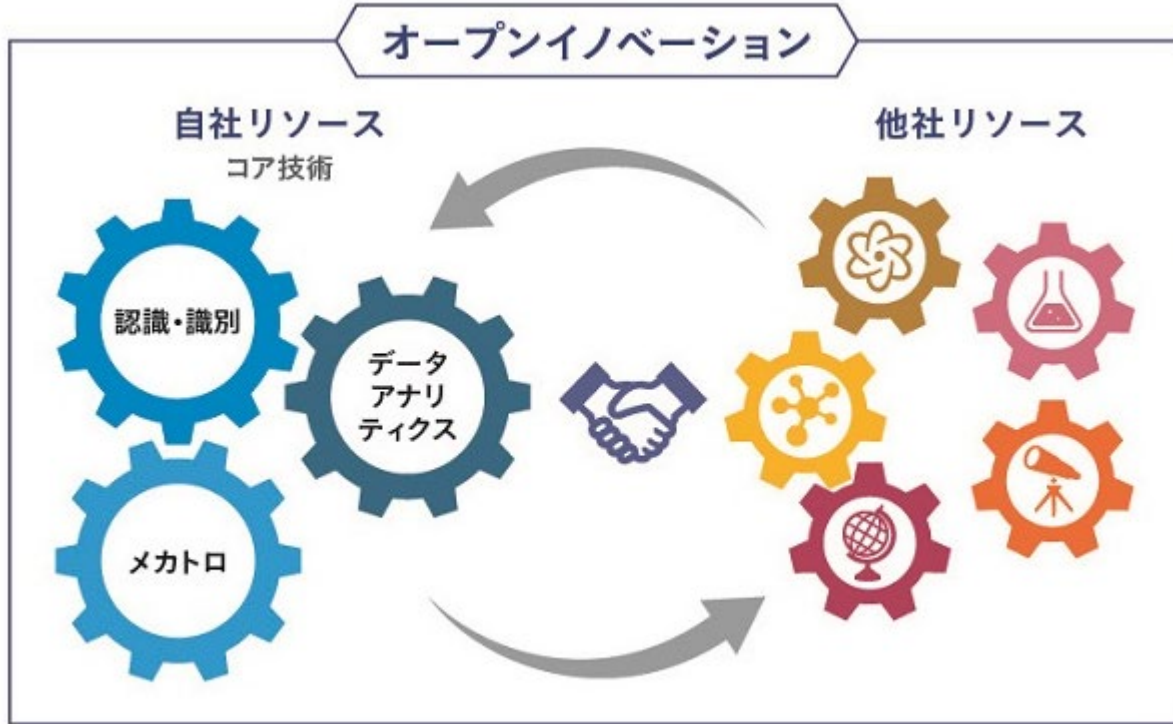 オープンイノベーション
自社リソース
コア技術
他社リソース
認識・識別
データ
アナリ
ティクス
メカトロ